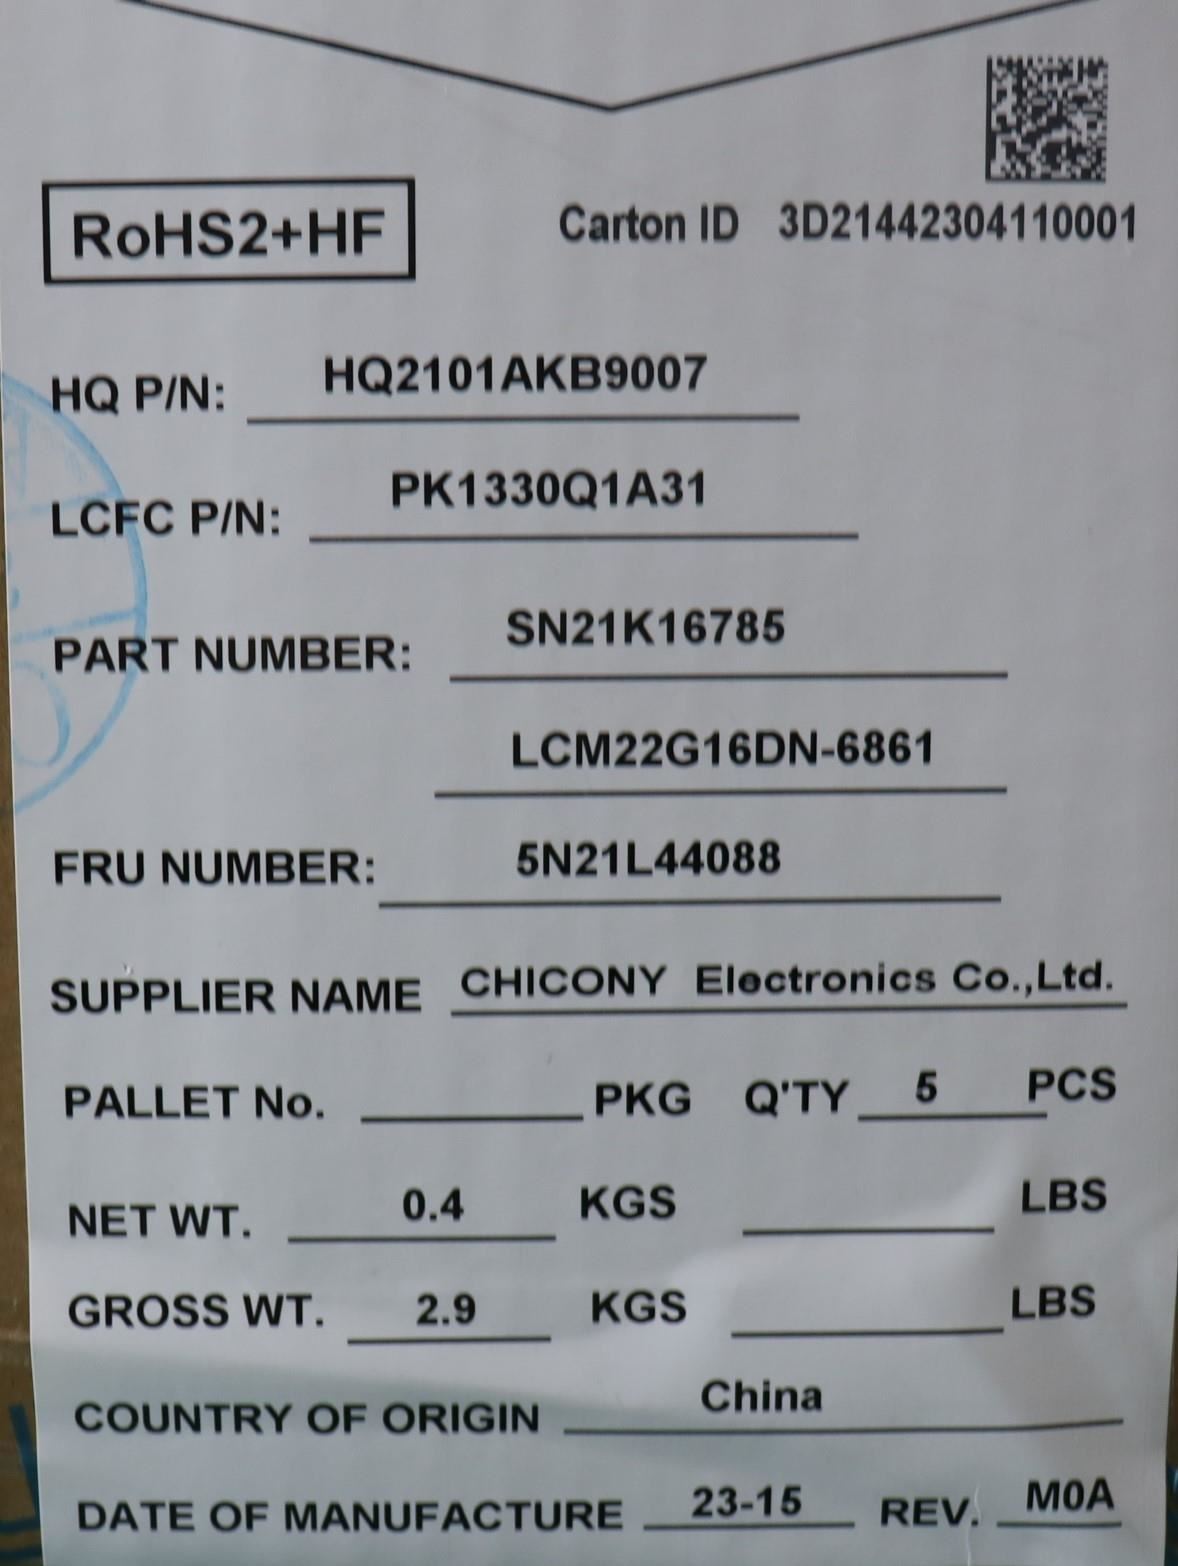 RoHS2+HF
Carton ID 3D21442304110001
HQ P/N: HQ2101AKB9007
LCFC P/N: PK1330Q1A31
PART NUMBER: SN21K16785
LCM22G16DN-6861
FRU NUMBER: 5N21L44088
SUPPLIER NAME CHICONY Electronics Co.,Ltd.
PALLET No. PKG Q'TY 5 PCS
NET WT. 0.4 KGS LBS
GROSS WT. 2.9 KGS LBS
COUNTRY OF ORIGIN China
DATE OF MANUFACTURE 23-15 REV. M0A